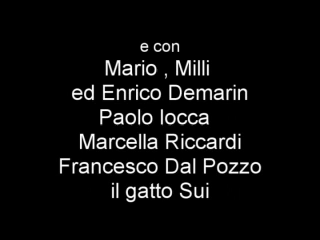 e con
Mario , Milli
ed Enrico Demarin
Paolo Iocca
Marcella Riccardi
Francesco Dal Pozzo
il gatto Sui